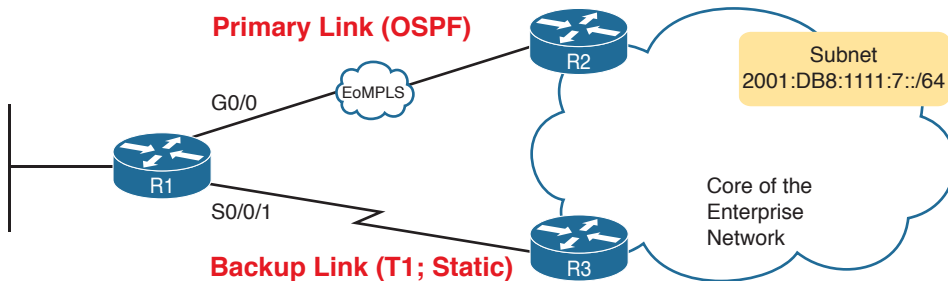 Primary Link (OSPF)
R2
Subnet
2001:DB8:1111:7::/64
EoMPLS
G0/0
R1
S0/0/1
Core of the
Enterprise
Network
Backup Link (T1; Static)
R3